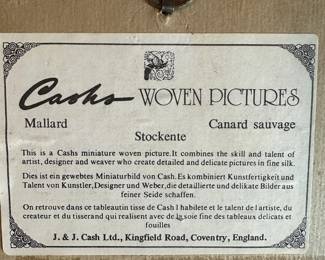 Cashs WOVEN PICTURES
Mallard Canard sauvage
Stockente
This is a Cashs miniature woven picture. It combines the skill and talent of
artist, designer and weaver who create detailed and delicate pictures in fine silk.
Dies ist ein gewebtes Miniaturbild von Cash. Es kombiniert Kunstfertigkeit und
Talent von Kunstler, Designer und Weber, die detaillierte und delikate Bilder aus
feiner Seide schaffen.
On retrouve dans ce tableautin tisse de Cash l habilete et le talent de l'artiste, du
createur et du tisserand qui realisent avec de la soie fine des tableaux delicats et
fouilles
J. & J. Cash Ltd., Kingfield Road, Coventry, England.